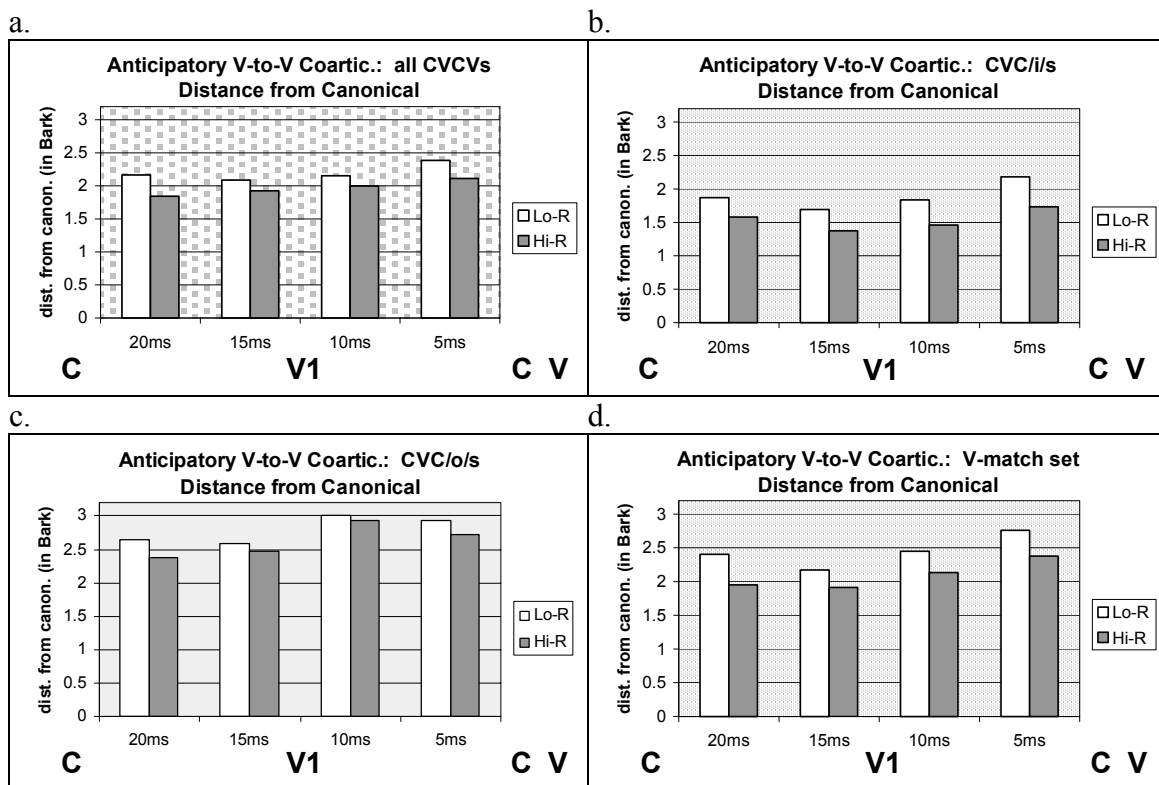 a.
Anticipatory V-to-V Coartic.: all CVCVs
Distance from Canonical
dist. from canon. (in Bark)
3
2.5
2
1.5
1
0.5
0
20ms 15ms 10ms 5ms
Lo-R
Hi-R
C V1 C V
b.
Anticipatory V-to-V Coartic.: CVC/i/s
Distance from Canonical
dist. from canon. (in Bark)
3
2.5
2
1.5
1
0.5
0
20ms 15ms 10ms 5ms
Lo-R
Hi-R
C V1 C V
c.
Anticipatory V-to-V Coartic.: CVC/o/s
Distance from Canonical
dist. from canon. (in Bark)
3
2.5
2
1.5
1
0.5
0
20ms 15ms 10ms 5ms
Lo-R
Hi-R
C V1 C V
d.
Anticipatory V-to-V Coartic.: V-match set
Distance from Canonical
dist. from canon. (in Bark)
3
2.5
2
1.5
1
0.5
0
20ms 15ms 10ms 5ms
Lo-R
Hi-R
C V1 C V